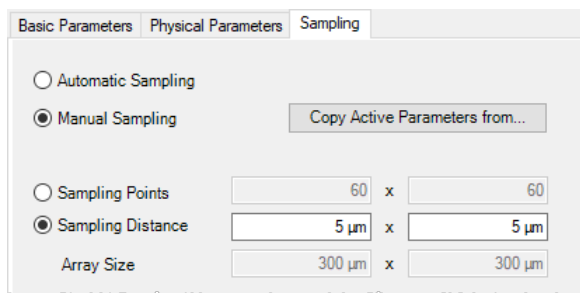 Basic Parameters Physical Parameters Sampling
Automatic Sampling
Manual Sampling Copy Active Parameters from...
Sampling Points 60 x 60
Sampling Distance 5 µm x 5 µm
Array Size 300 µm x 300 µm